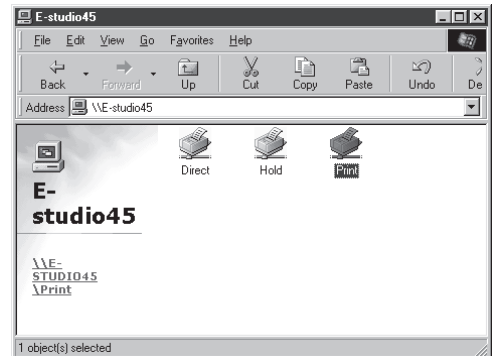 E-studio45
File Edit View Go Favorites Help
Back Forward Up Cut Copy Paste Undo De
Address \\E-studio45
E-
studio45
\\E-
STUDIO45
\Print
Direct Hold Print
1 object(s) selected